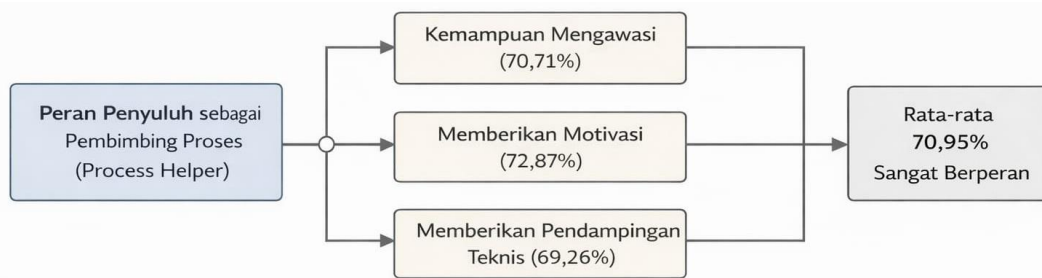 Peran Penyuluh sebagai
Pembimbing Proses
(Process Helper)
Kemampuan Mengawasi
(70,71%)
Memberikan Motivasi
(72,87%)
Memberikan Pendampingan
Teknis (69,26%)
Rata-rata
70,95%
Sangat Berperan